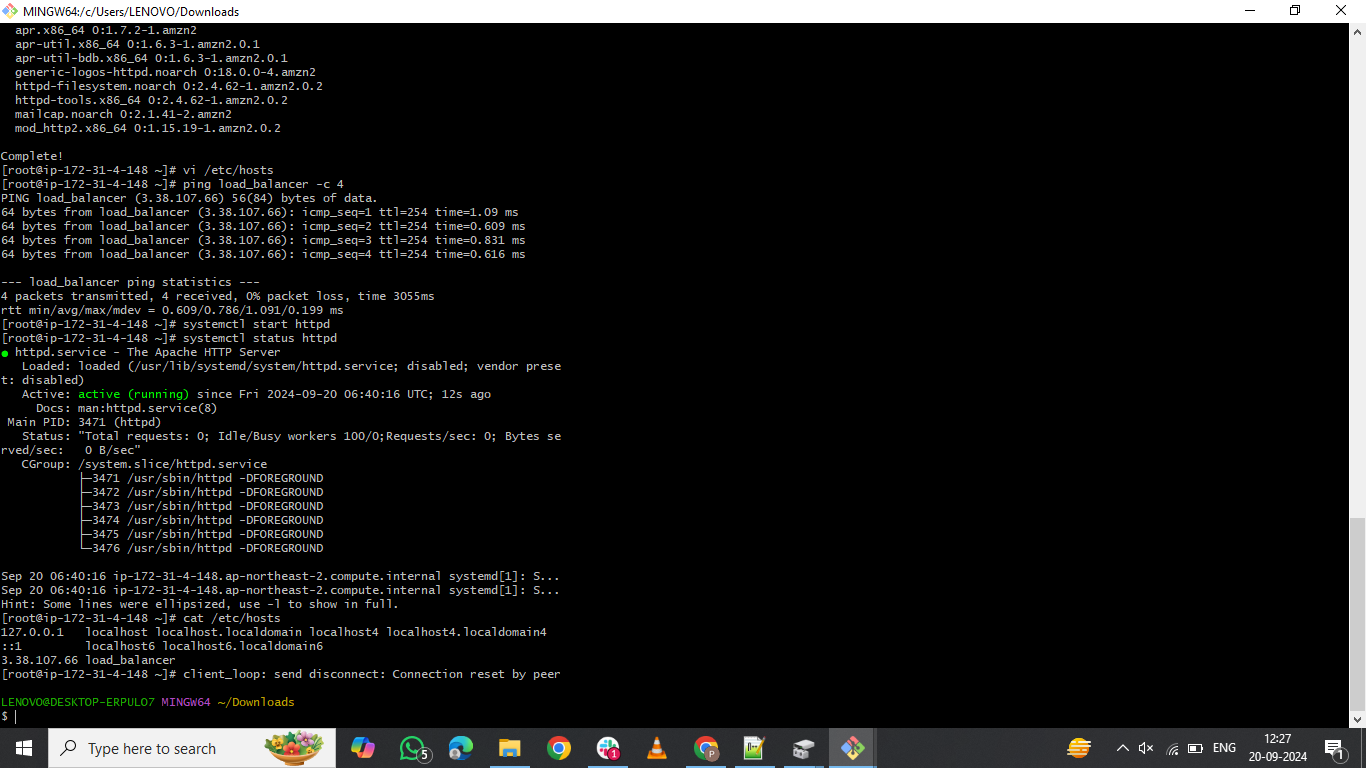 MINGW64:/c/Users/LENOVO/Downloads
apr.x86_64 0:1.7.2-1.amzn2
apr-util.x86_64 0:1.6.3-1.amzn2.0.1
apr-util-bdb.x86_64 0:1.6.3-1.amzn2.0.1
generic-logos-httpd.noarch 0:18.0.0-4.amzn2
httpd-filesystem.noarch 0:2.4.62-1.amzn2.0.2
httpd-tools.x86_64 0:2.4.62-1.amzn2.0.2
mailcap.noarch 0:2.1.41-2.amzn2
mod_http2.x86_64 0:1.15.19-1.amzn2.0.2
Complete!
[root@ip-172-31-4-148 ~]# vi /etc/hosts
[root@ip-172-31-4-148 ~]# ping load_balancer -c 4
PING load_balancer (3.38.107.66) 56(84) bytes of data.
64 bytes from load_balancer (3.38.107.66): icmp_seq=1 ttl=254 time=1.09 ms
64 bytes from load_balancer (3.38.107.66): icmp_seq=2 ttl=254 time=0.609 ms
64 bytes from load_balancer (3.38.107.66): icmp_seq=3 ttl=254 time=0.831 ms
64 bytes from load_balancer (3.38.107.66): icmp_seq=4 ttl=254 time=0.616 ms
--- load_balancer ping statistics ---
4 packets transmitted, 4 received, 0% packet loss, time 3055ms
rtt min/avg/max/mdev = 0.609/0.786/1.091/0.199 ms
[root@ip-172-31-4-148 ~]# systemctl start httpd
[root@ip-172-31-4-148 ~]# systemctl status httpd
● httpd.service - The Apache HTTP Server
Loaded: loaded (/usr/lib/systemd/system/httpd.service; disabled; vendor prese
t: disabled)
Active: active (running) since Fri 2024-09-20 06:40:16 UTC; 12s ago
Docs: man:httpd.service(8)
Main PID: 3471 (httpd)
Status: "Total requests: 0; Idle/Busy workers 100/0;Requests/sec: 0; Bytes se
rved/sec:   0 B/sec"
CGroup: /system.slice/httpd.service
├─3471 /usr/sbin/httpd -DFOREGROUND
├─3472 /usr/sbin/httpd -DFOREGROUND
├─3473 /usr/sbin/httpd -DFOREGROUND
├─3474 /usr/sbin/httpd -DFOREGROUND
├─3475 /usr/sbin/httpd -DFOREGROUND
└─3476 /usr/sbin/httpd -DFOREGROUND
Sep 20 06:40:16 ip-172-31-4-148.ap-northeast-2.compute.internal systemd[1]: S...
Sep 20 06:40:16 ip-172-31-4-148.ap-northeast-2.compute.internal systemd[1]: S...
Hint: Some lines were ellipsized, use -l to show in full.
[root@ip-172-31-4-148 ~]# cat /etc/hosts
127.0.0.1   localhost localhost.localdomain localhost4 localhost4.localdomain4
::1         localhost6 localhost6.localdomain6
3.38.107.66 load_balancer
[root@ip-172-31-4-148 ~]# client_loop: send disconnect: Connection reset by peer
LENOVO@DESKTOP-ERPULO7 MINGW64 ~/Downloads
$
Type here to search
5
1
P
ENG
12:27
20-09-2024
1